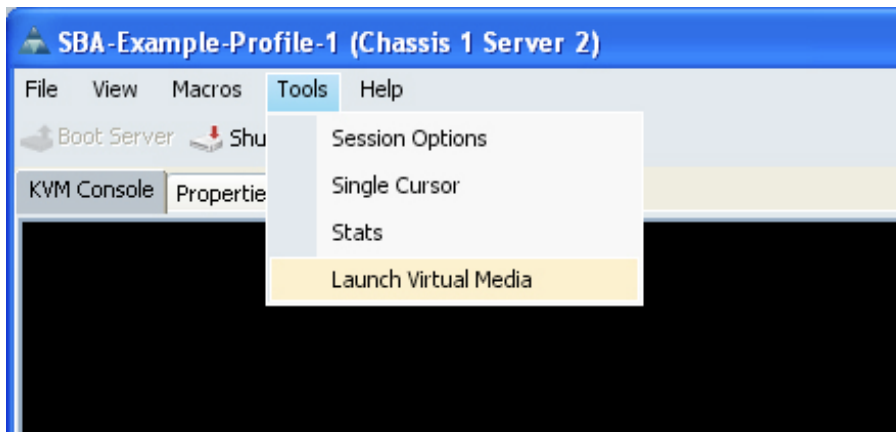 SBA-Example-Profile-1 (Chassis 1 Server 2)
File View Macros Tools Help
Boot Server Shu
Session Options
KVM Console Propertie
Single Cursor
Stats
Launch Virtual Media